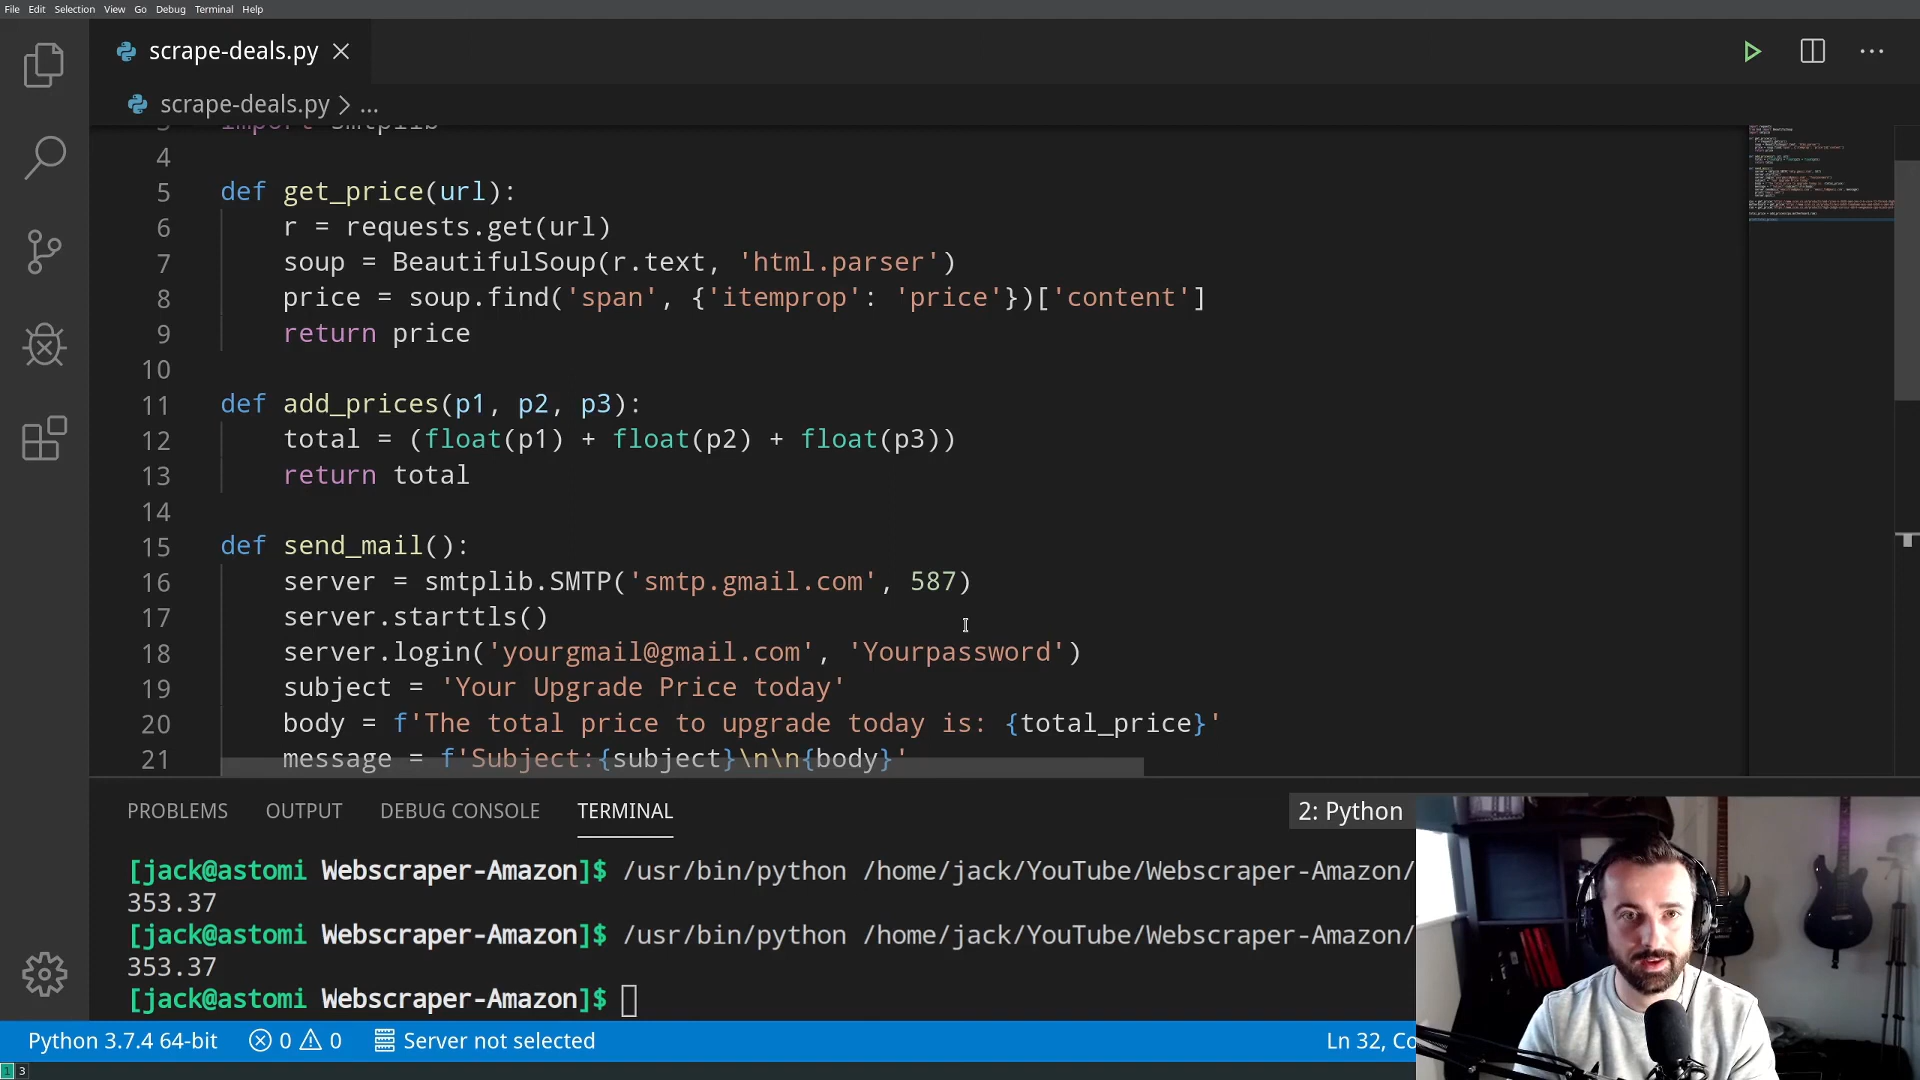 File Edit Selection View Go Debug Terminal Help
scrape-deals.py
scrape-deals.py > ...
3 import smtplib
4
5 def get_price(url):
6 r = requests.get(url)
7 soup = BeautifulSoup(r.text, 'html.parser')
8 price = soup.find('span', {'itemprop': 'price'})['content']
9 return price
10
11 def add_prices(p1, p2, p3):
12 total = (float(p1) + float(p2) + float(p3))
13 return total
14
15 def send_mail():
16 server = smtplib.SMTP('smtp.gmail.com', 587)
17 server.starttls()
18 server.login('yourgmail@gmail.com', 'Yourpassword')
19 subject = 'Your Upgrade Price today'
20 body = f'The total price to upgrade today is: {total_price}'
21 message = f'Subject:{subject}\n\n{body}'
PROBLEMS OUTPUT DEBUG CONSOLE TERMINAL 2: Python
[jack@astomi Webscraper-Amazon]$ /usr/bin/python /home/jack/YouTube/Webscraper-Amazon/
353.37
[jack@astomi Webscraper-Amazon]$ /usr/bin/python /home/jack/YouTube/Webscraper-Amazon/
353.37
[jack@astomi Webscraper-Amazon]$
Python 3.7.4 64-bit 0 0 Server not selected Ln 32, Co
1 3